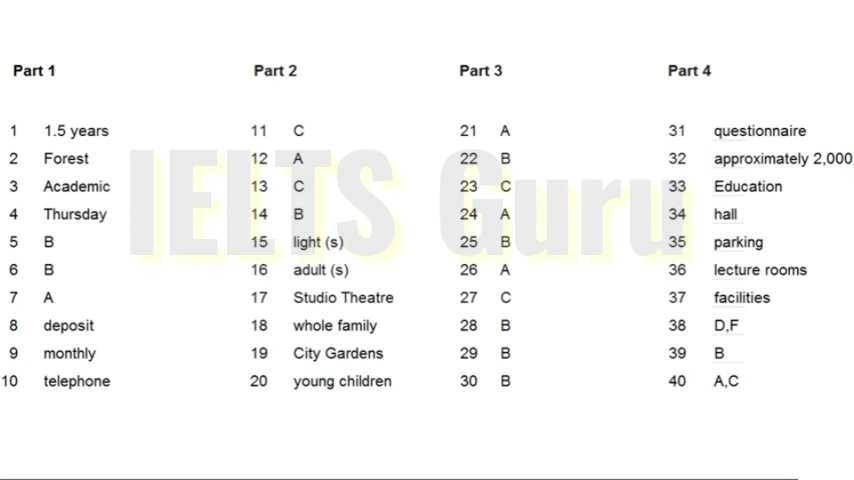 Part 1 Part 2 Part 3 Part 4
1 1.5 years 11 C 21 A 31 questionnaire
2 Forest 12 A 22 B 32 approximately 2,000
3 Academic 13 C 23 C 33 Education
4 Thursday 14 B 24 A 34 hall
5 B 15 light (s) 25 B 35 parking
6 B 16 adult (s) 26 A 36 lecture rooms
7 A 17 Studio Theatre 27 C 37 facilities
8 deposit 18 whole family 28 B 38 D,F
9 monthly 19 City Gardens 29 B 39 B
10 telephone 20 young children 30 B 40 A,C
IELTS Guru